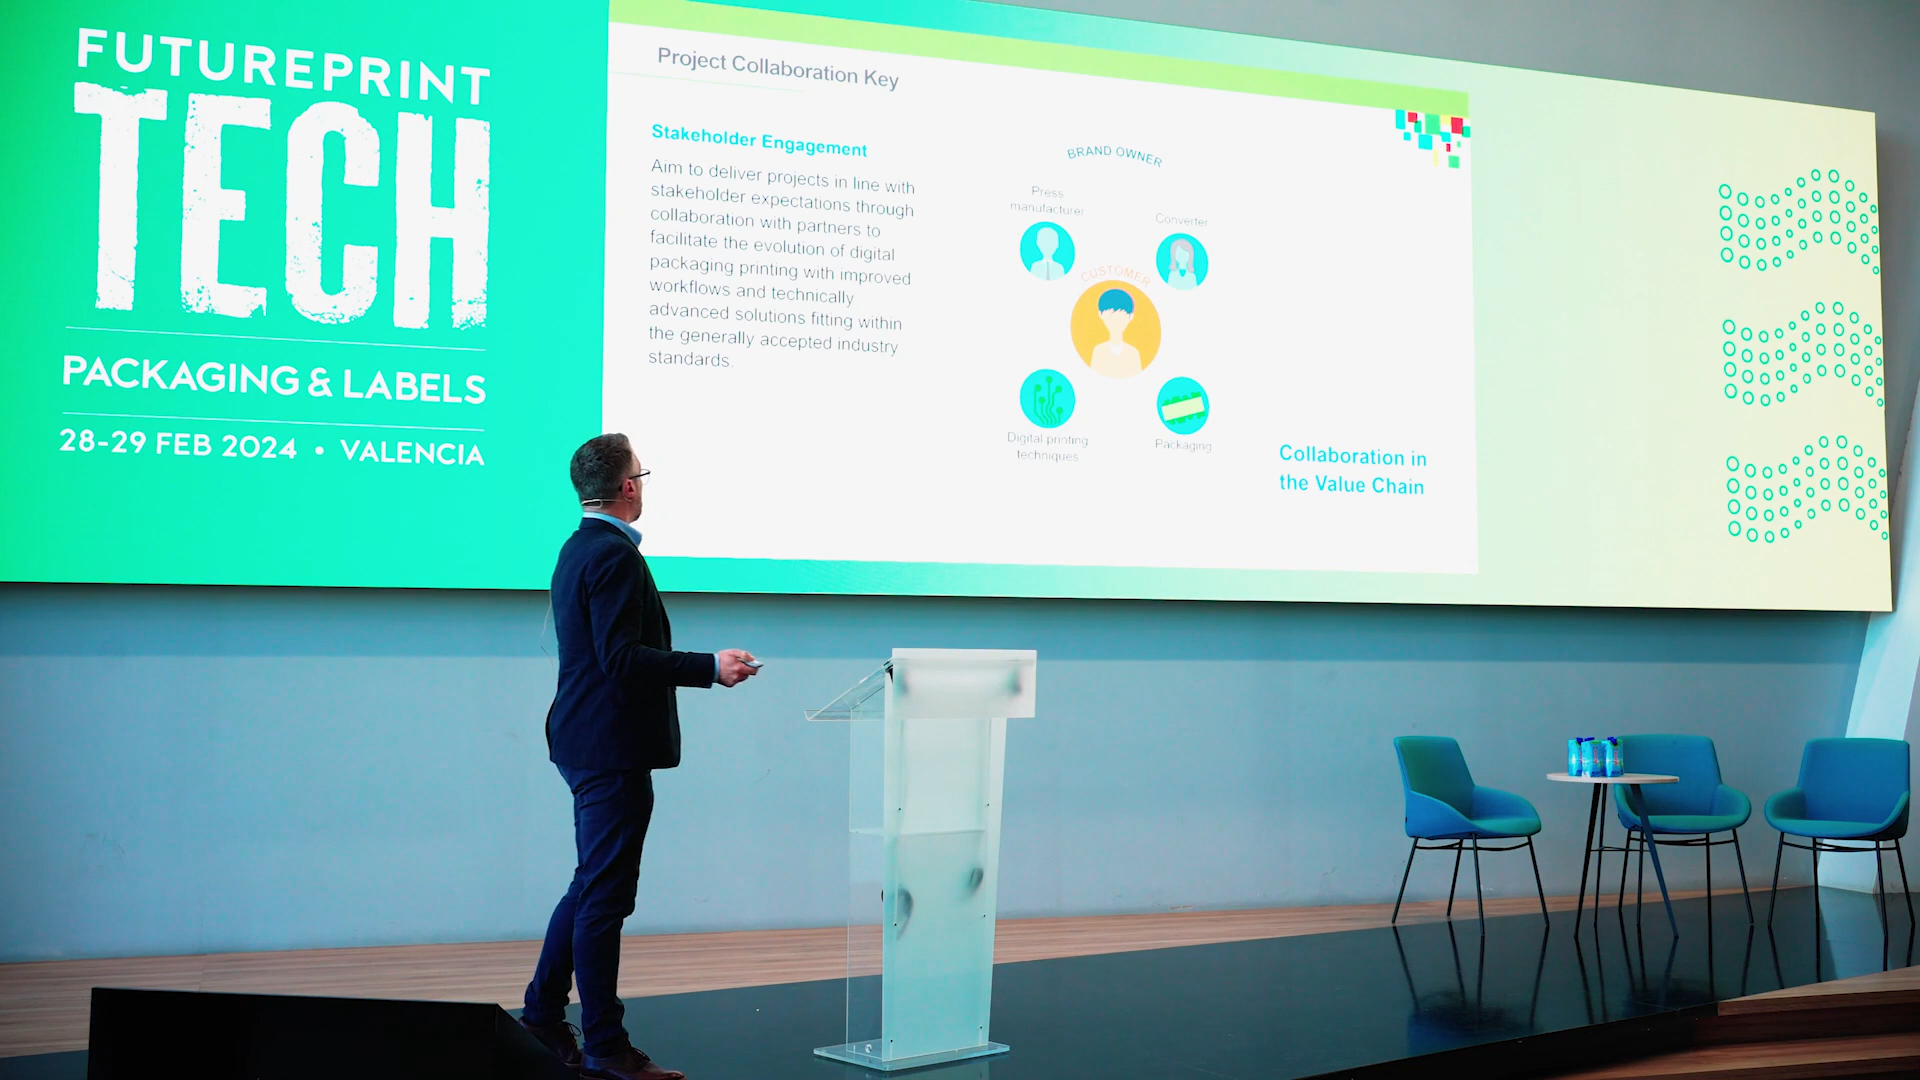 FUTUREPRINT
TECH
PACKAGING & LABELS
28-29 FEB 2024 • VALENCIA
Project Collaboration Key
Stakeholder Engagement
Aim to deliver projects in line with
stakeholder expectations through
collaboration with partners to
facilitate the evolution of digital
packaging printing with improved
workflows and technically
advanced solutions fitting within
the generally accepted industry
standards.
BRAND OWNER
Press
manufacturer
Converter
CUSTOMER
Digital printing
techniques
Packaging
Collaboration in
the Value Chain